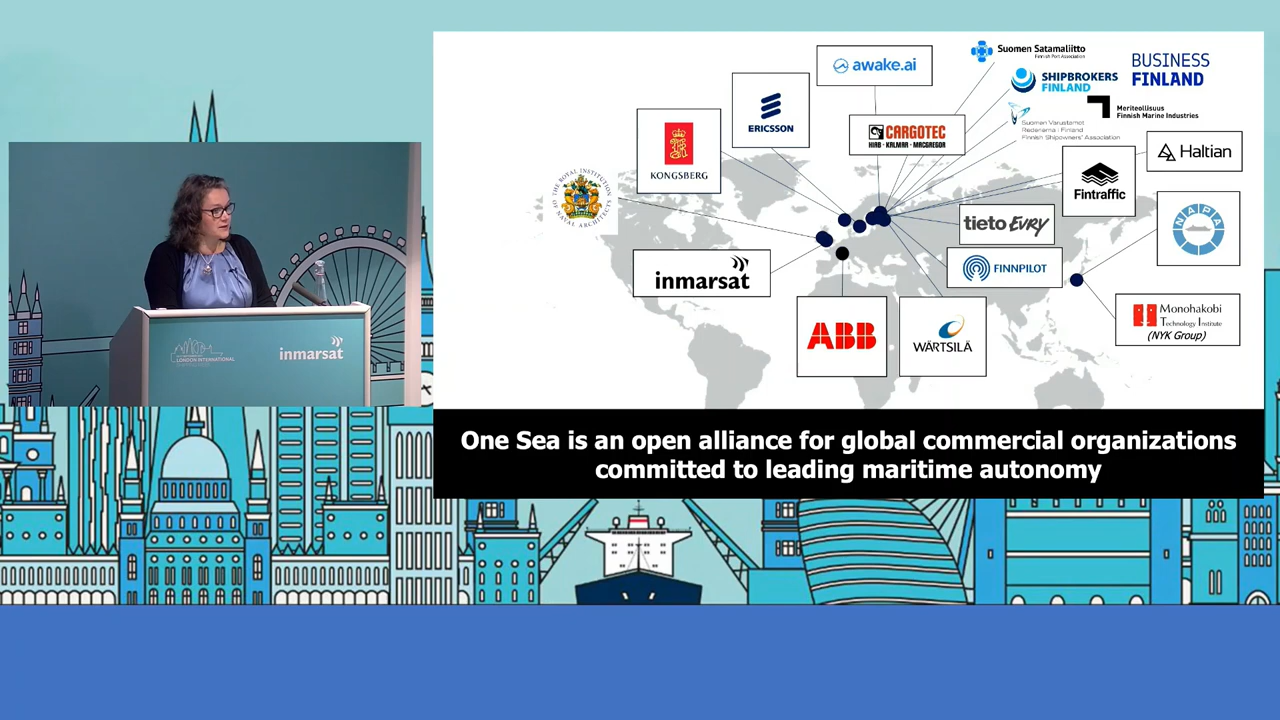 awake.ai
Suomen Satamaliitto
Finnish Port Association
SHIPBROKERS
FINLAND
BUSINESS
FINLAND
ERICSSON
Meriteollisuus
Finnish Marine Industries
Suomen Varustamot
Rederierna i Finland
Finnish Shipowners' Association
CARGOTEC
HIAB · KALMAR · MACGREGOR
KONGSBERG
Haltian
Fintraffic
THE ROYAL INSTITUTION
OF NAVAL ARCHITECTS
tieto Evry
NAPA
inmarsat
FINNPILOT
ABB
WÄRTSILÄ
Monohakobi
Technology Institute
(NYK Group)
LONDON INTERNATIONAL
inmarsat
One Sea is an open alliance for global commercial organizations
committed to leading maritime autonomy